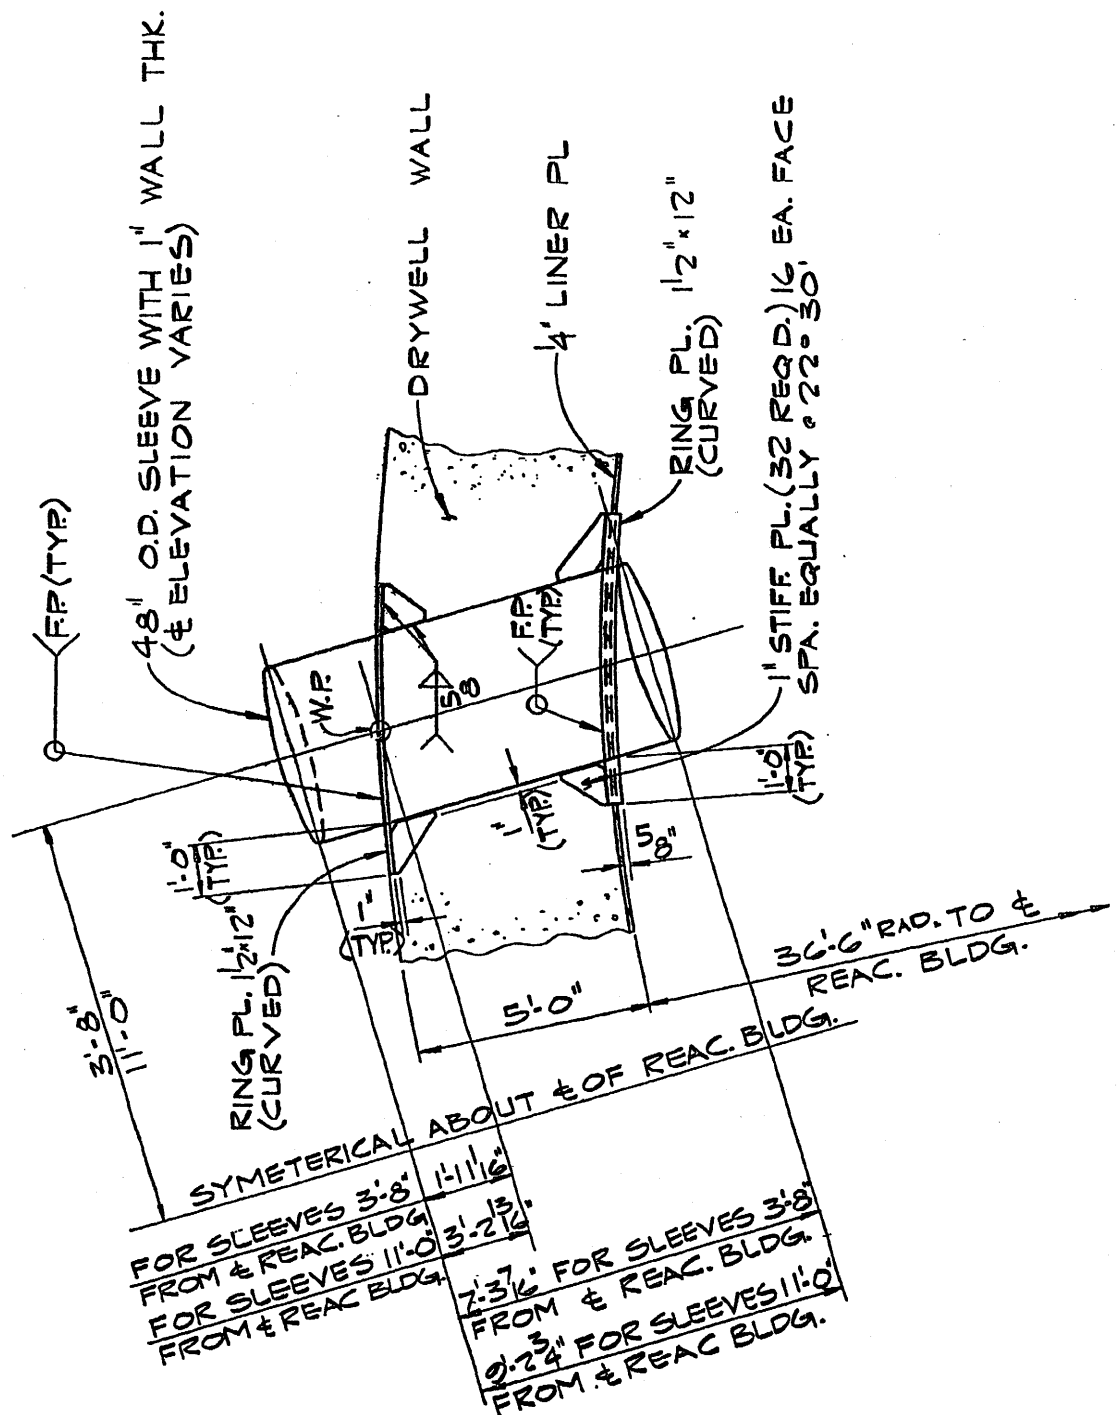 F.P. (TYP.)
48" O.D. SLEEVE WITH 1" WALL THK.
(℄ ELEVATION VARIES)
DRYWELL WALL
1/4" LINER PL
RING PL. 1 1/2" x 12"
(CURVED)
1" STIFF. PL. (32 REQD.) 16 EA. FACE
SPA. EQUALLY @ 22° 30'
W.P.
5/8
F.P.
(TYP.)
1"
(TYP.)
1'-0"
(TYP.)
1'-0"
(TYP.)
5/8"
1"
(TYP.)
RING PL. 1 1/2" x 12"
(CURVED)
3'-8"
11'-0"
5'-0"
36'-6" RAD. TO ℄
REAC. BLDG.
SYMETERICAL ABOUT ℄ OF REAC. BLDG.
FOR SLEEVES 3'-8"
FROM ℄ REAC. BLDG
1'-11 1/16"
FOR SLEEVES 11'-0"
FROM ℄ REAC BLDG.
3'-2 13/16"
7'-3 7/16" FOR SLEEVES 3'-8"
FROM ℄ REAC. BLDG.
9'-2 3/4" FOR SLEEVES 11'-0"
FROM ℄ REAC BLDG.